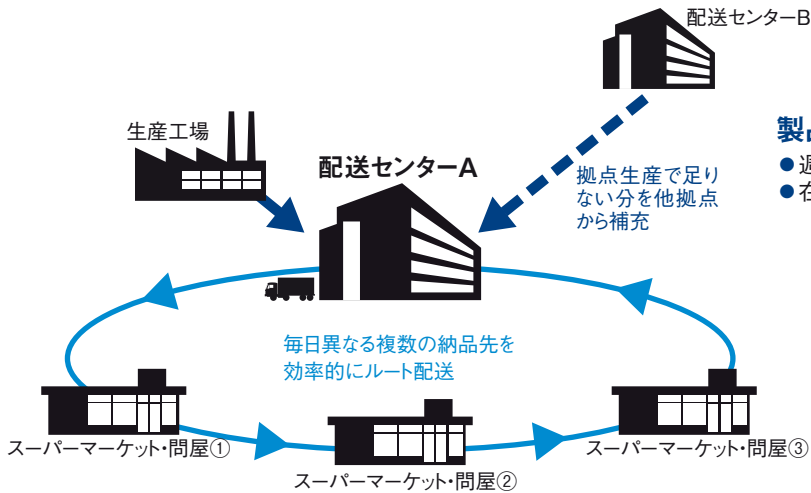 配送センターB
生産工場
配送センターA
製品
●週
●在
拠点生産で足り
ない分を他拠点
から補充
毎日異なる複数の納品先を
効率的にルート配送
スーパーマーケット・問屋①
スーパーマーケット・問屋②
スーパーマーケット・問屋③